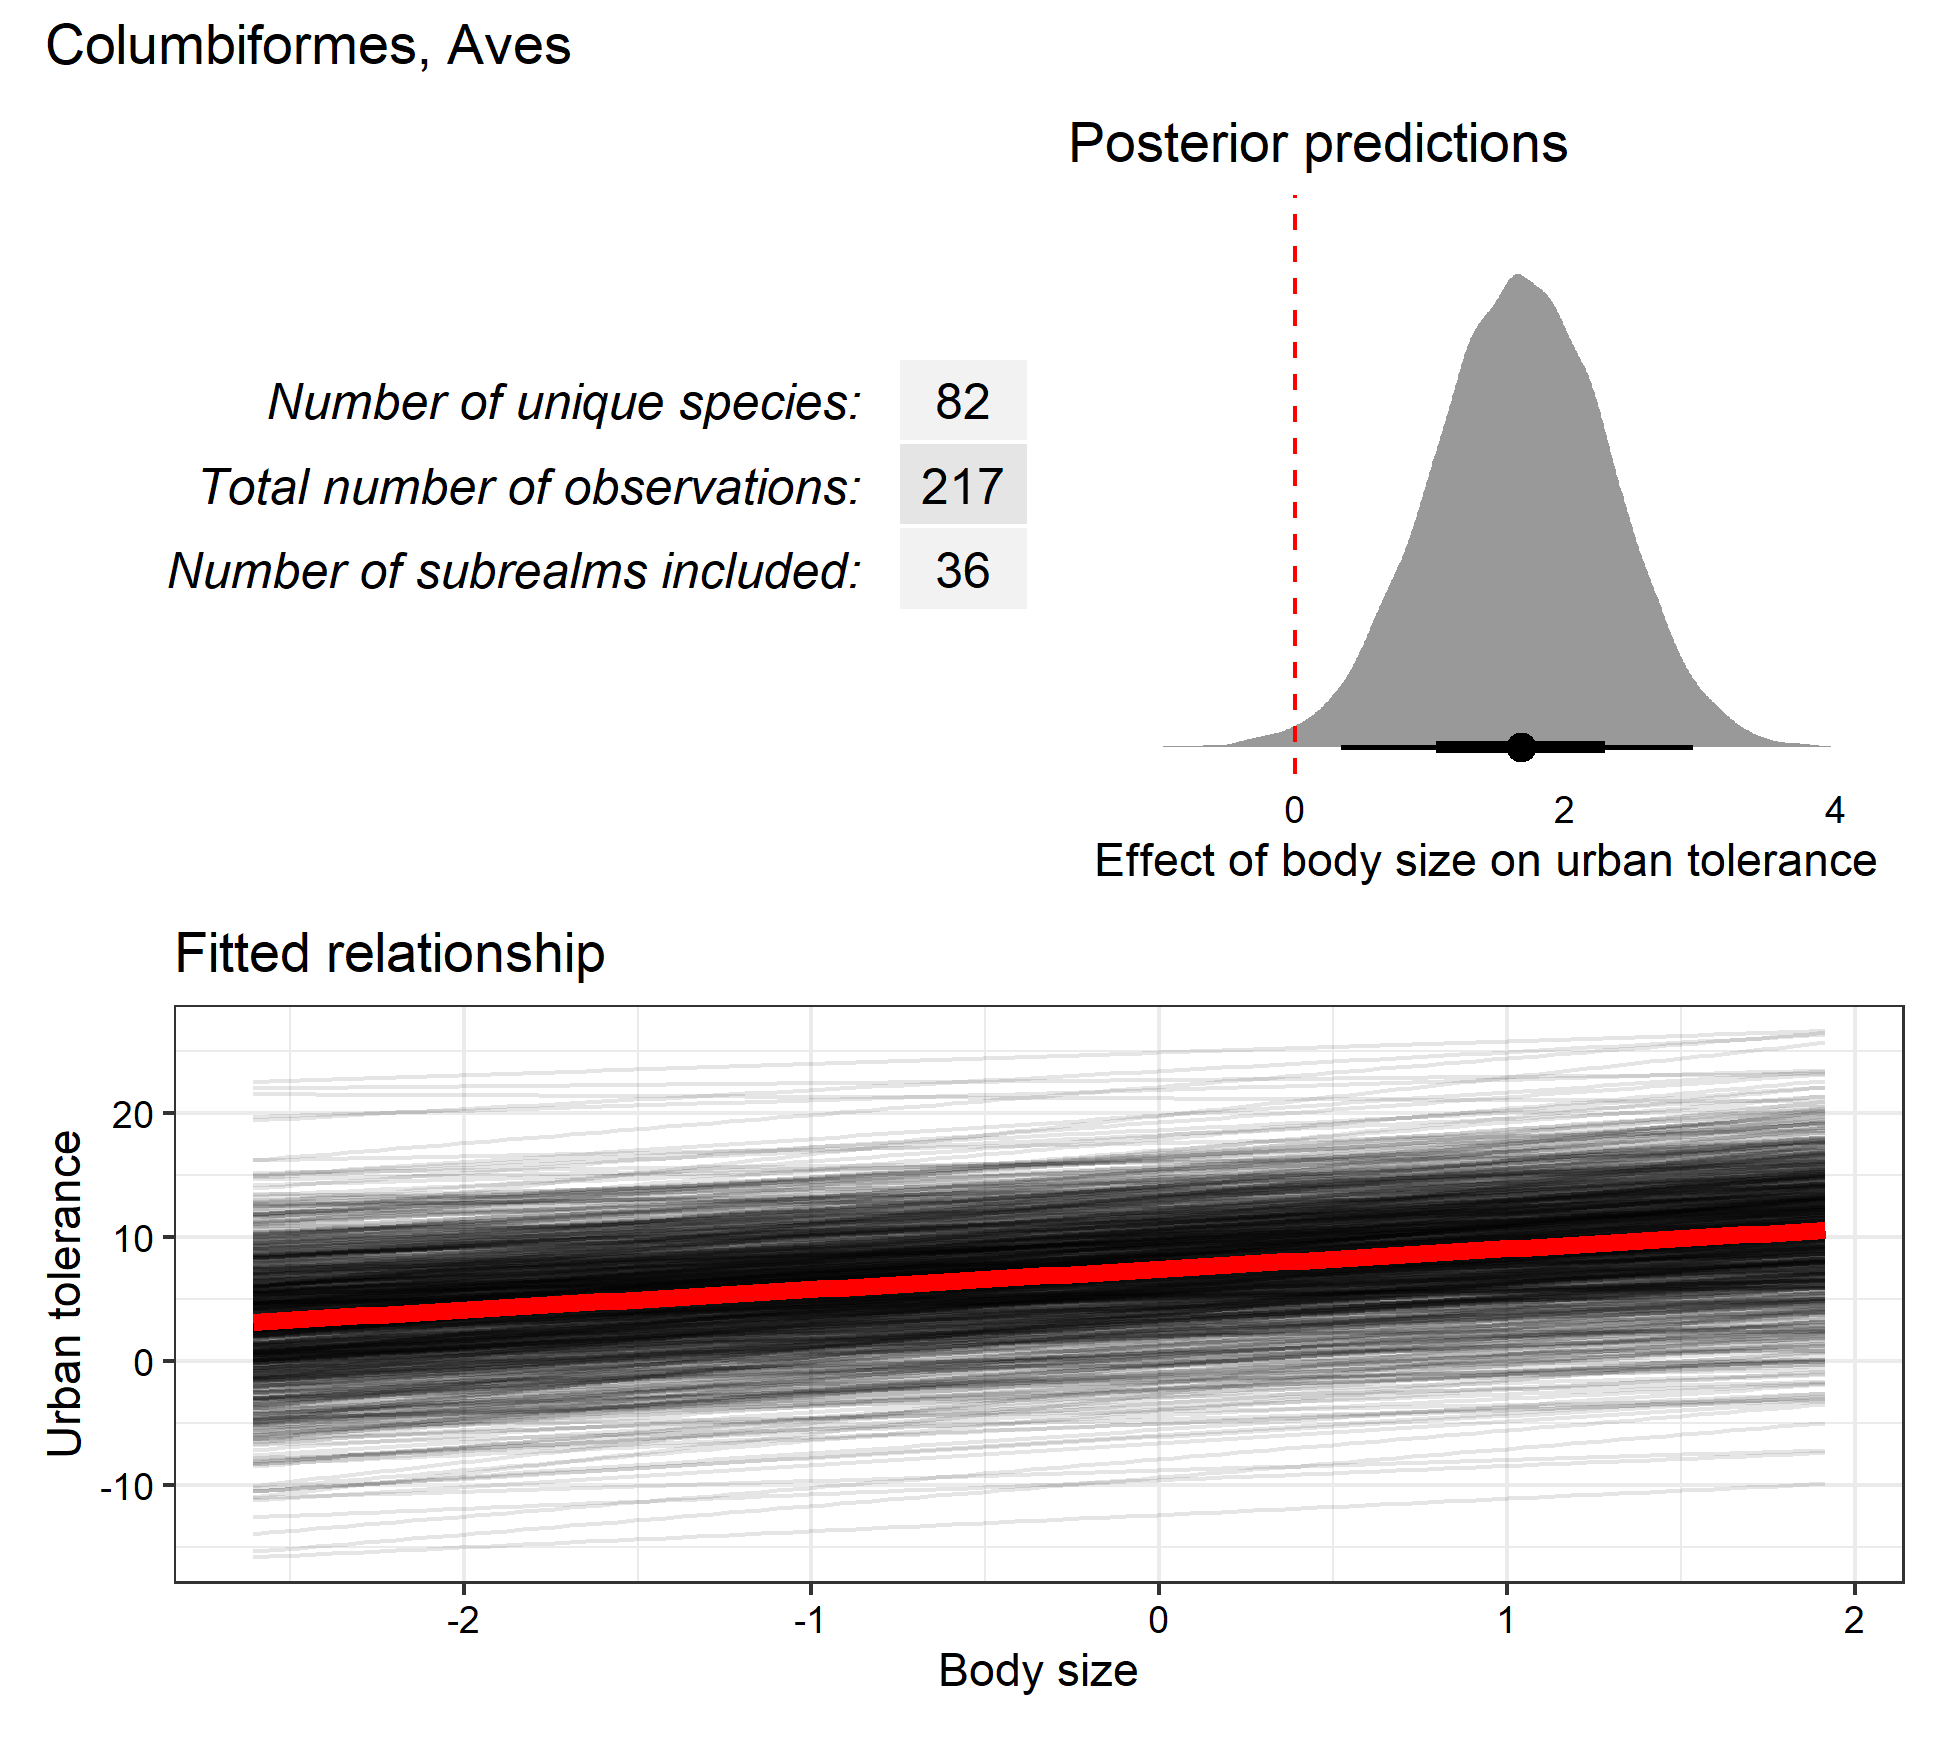 Columbiformes, Aves
Posterior predictions
Number of unique species: 82
Total number of observations: 217
Number of subrealms included: 36
0 2 4
Effect of body size on urban tolerance
Fitted relationship
Urban tolerance
20
10
0
-10
-2 -1 0 1 2
Body size